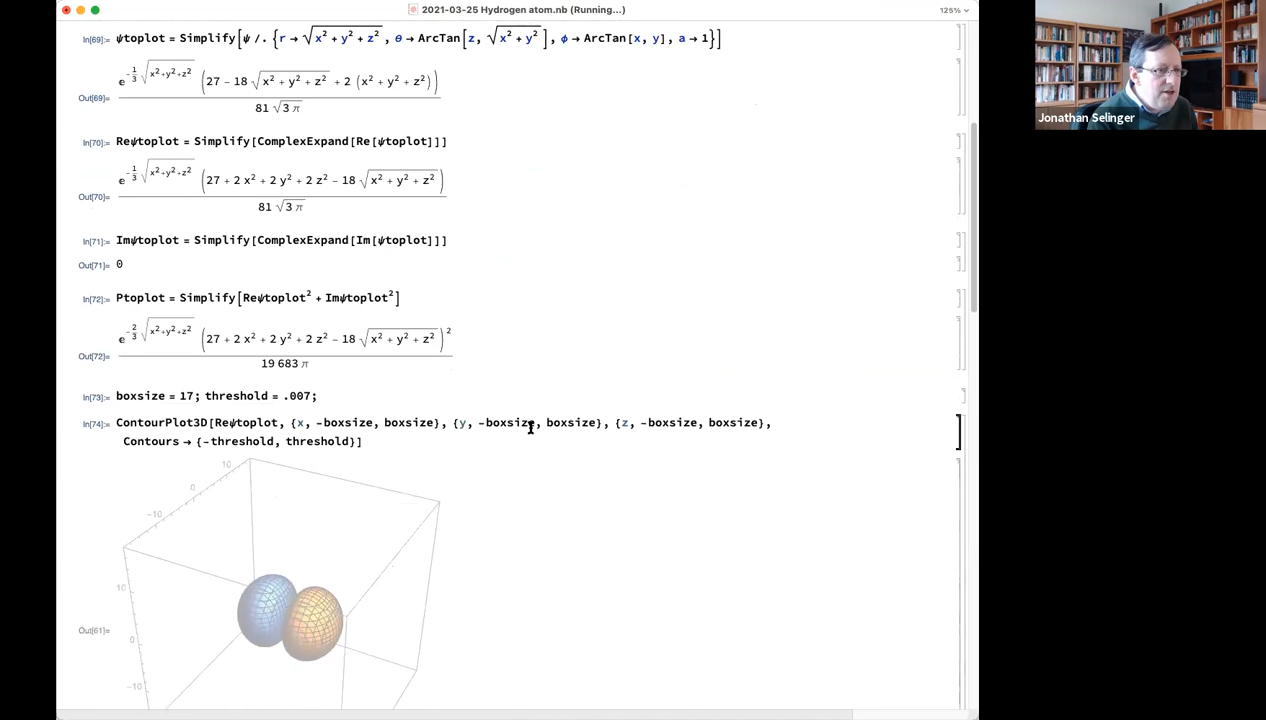 2021-03-25 Hydrogen atom.nb (Running...)
125%
In[69]:= ψtoplot = Simplify[ψ /. {r → √(x² + y² + z²), θ → ArcTan[z, √(x² + y²)], ϕ → ArcTan[x, y], a → 1}]
Out[69]= e^(-1/3 √(x²+y²+z²)) (27 - 18 √(x² + y² + z²) + 2 (x² + y² + z²)) / 81 √(3 π)
In[70]:= Reψtoplot = Simplify[ComplexExpand[Re[ψtoplot]]]
Out[70]= e^(-1/3 √(x²+y²+z²)) (27 + 2 x² + 2 y² + 2 z² - 18 √(x² + y² + z²)) / 81 √(3 π)
In[71]:= Imψtoplot = Simplify[ComplexExpand[Im[ψtoplot]]]
Out[71]= 0
In[72]:= Ptoplot = Simplify[Reψtoplot² + Imψtoplot²]
Out[72]= e^(-2/3 √(x²+y²+z²)) (27 + 2 x² + 2 y² + 2 z² - 18 √(x² + y² + z²))² / 19 683 π
In[73]:= boxsize = 17; threshold = .007;
In[74]:= ContourPlot3D[Reψtoplot, {x, -boxsize, boxsize}, {y, -boxsize, boxsize}, {z, -boxsize, boxsize},
Contours → {-threshold, threshold}]
10
0
-10
10
Out[61]=
0
-10
Jonathan Selinger